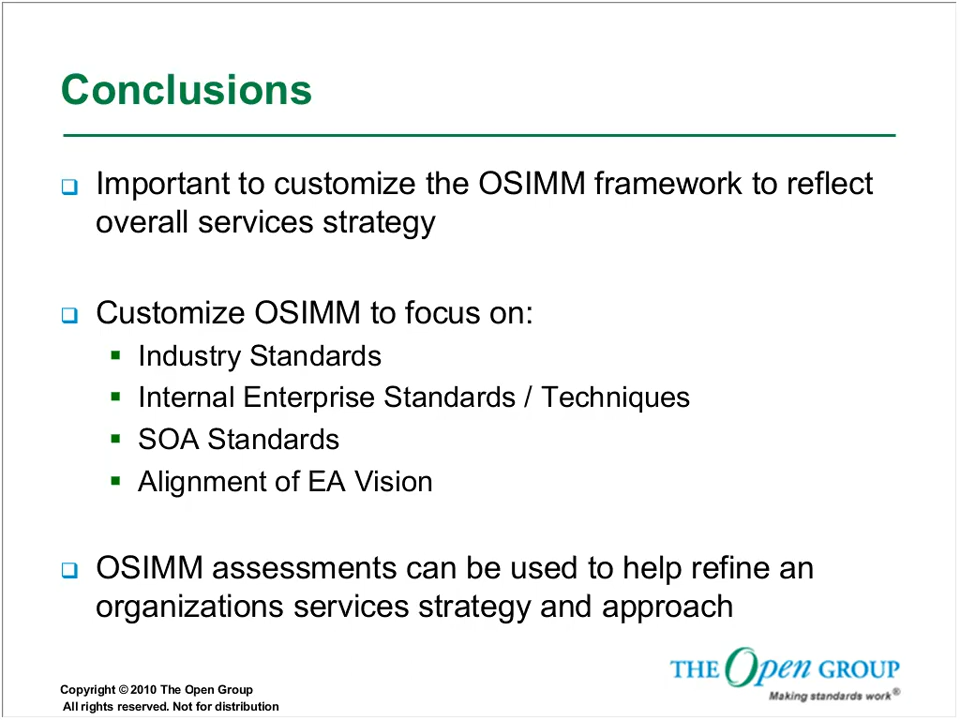 Conclusions
Important to customize the OSIMM framework to reflect
overall services strategy
Customize OSIMM to focus on:
Industry Standards
Internal Enterprise Standards / Techniques
SOA Standards
Alignment of EA Vision
OSIMM assessments can be used to help refine an
organizations services strategy and approach
THE Open GROUP
Making standards work®
Copyright © 2010 The Open Group
All rights reserved. Not for distribution